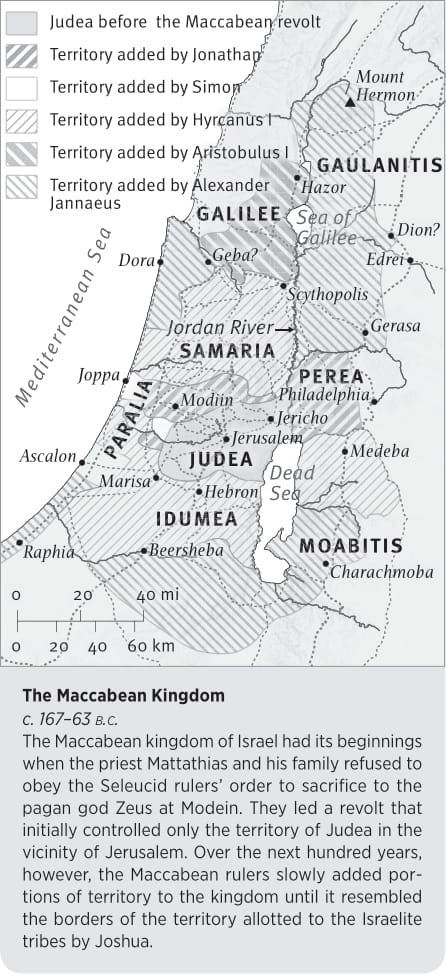 Judea before the Maccabean revolt
Territory added by Jonathan
Territory added by Simon
Territory added by Hyrcanus I
Territory added by Aristobulus I
Territory added by Alexander
Jannaeus
Mount
Hermon
GAULANITIS
Hazor
GALILEE
Sea of
Galilee
Dion?
Mediterranean Sea
Dora
Geba?
Edrei
Scythopolis
Jordan River
Gerasa
SAMARIA
Joppa
PEREA
PARALIA
Modiin
Philadelphia
Jericho
Jerusalem
Ascalon
JUDEA
Medeba
Marisa
Dead
Sea
Hebron
IDUMEA
Raphia
Beersheba
MOABITIS
Charachmoba
0 20 40 mi
0 20 40 60 km
The Maccabean Kingdom
c. 167–63 B.C.
The Maccabean kingdom of Israel had its beginnings
when the priest Mattathias and his family refused to
obey the Seleucid rulers’ order to sacrifice to the
pagan god Zeus at Modein. They led a revolt that
initially controlled only the territory of Judea in the
vicinity of Jerusalem. Over the next hundred years,
however, the Maccabean rulers slowly added por-
tions of territory to the kingdom until it resembled
the borders of the territory allotted to the Israelite
tribes by Joshua.